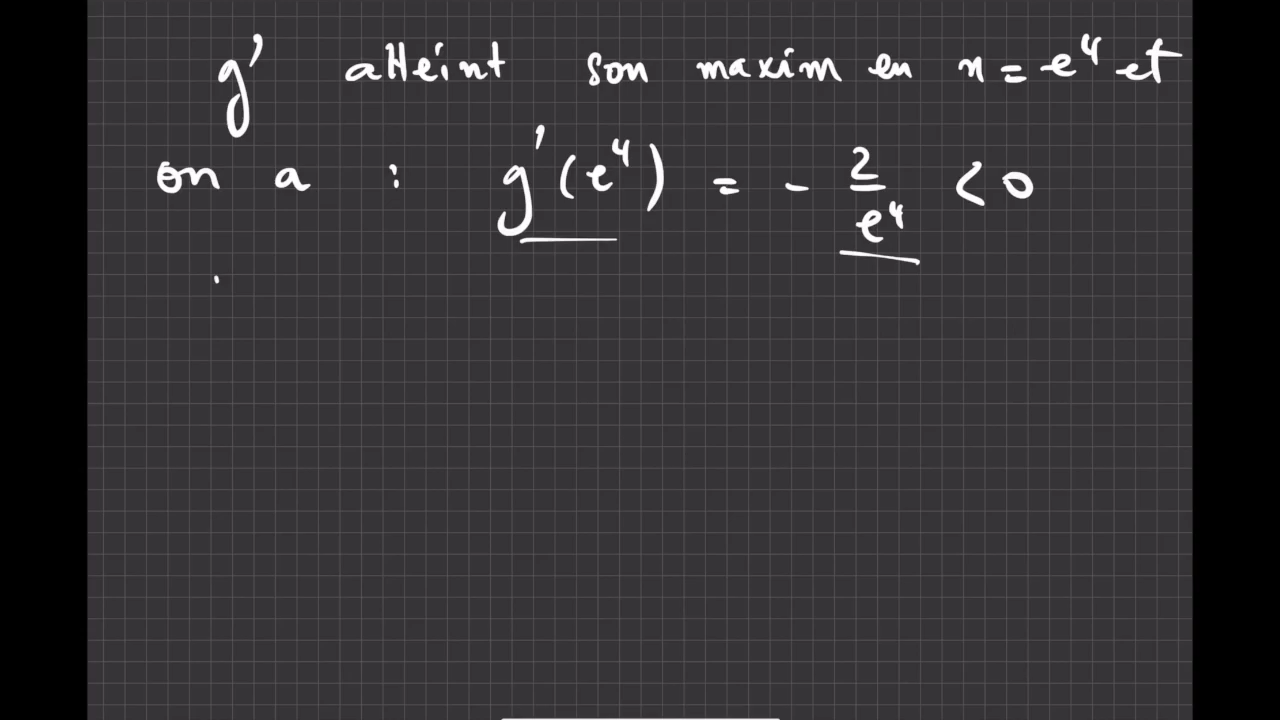 g' atteint son maxim en x = e⁴ et
on a : g'(e⁴) = - 2/e⁴ < 0